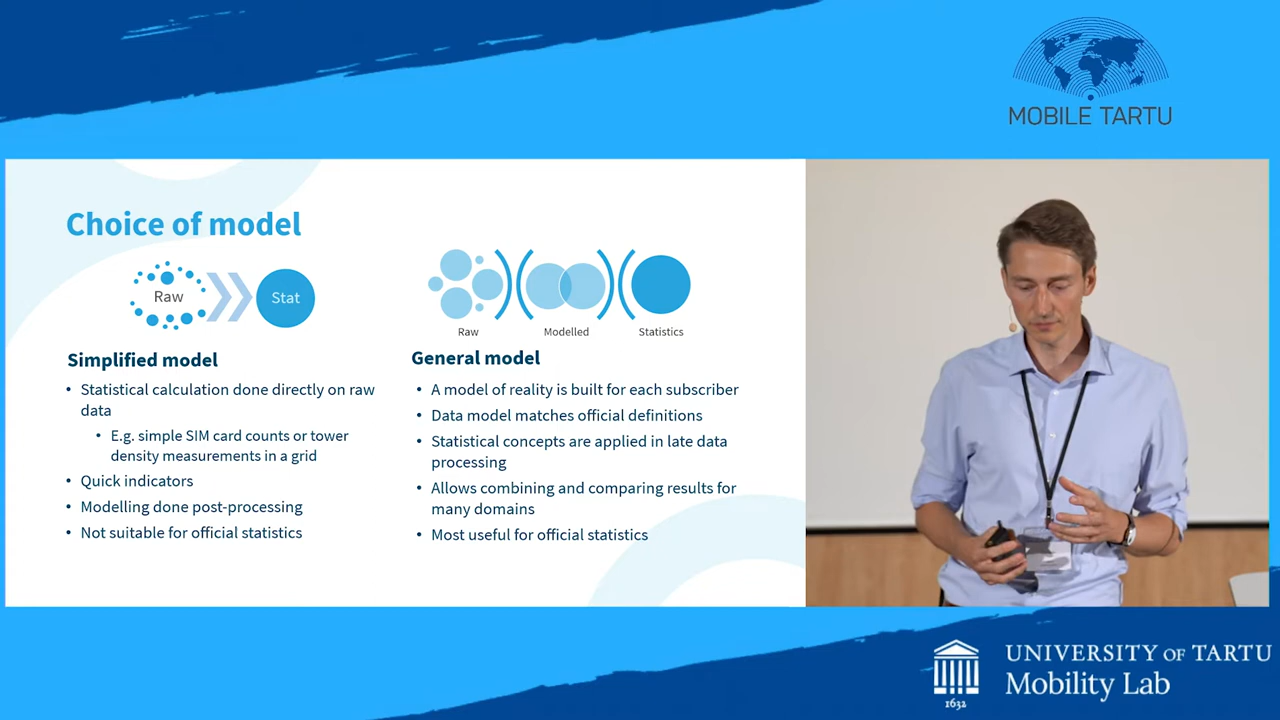 MOBILE TARTU
Choice of model
Raw
Stat
Simplified model
• Statistical calculation done directly on raw
data
• E.g. simple SIM card counts or tower
density measurements in a grid
• Quick indicators
• Modelling done post-processing
• Not suitable for official statistics
Raw
Modelled
Statistics
General model
• A model of reality is built for each subscriber
• Data model matches official definitions
• Statistical concepts are applied in late data
processing
• Allows combining and comparing results for
many domains
• Most useful for official statistics
1632
UNIVERSITY OF TARTU
Mobility Lab